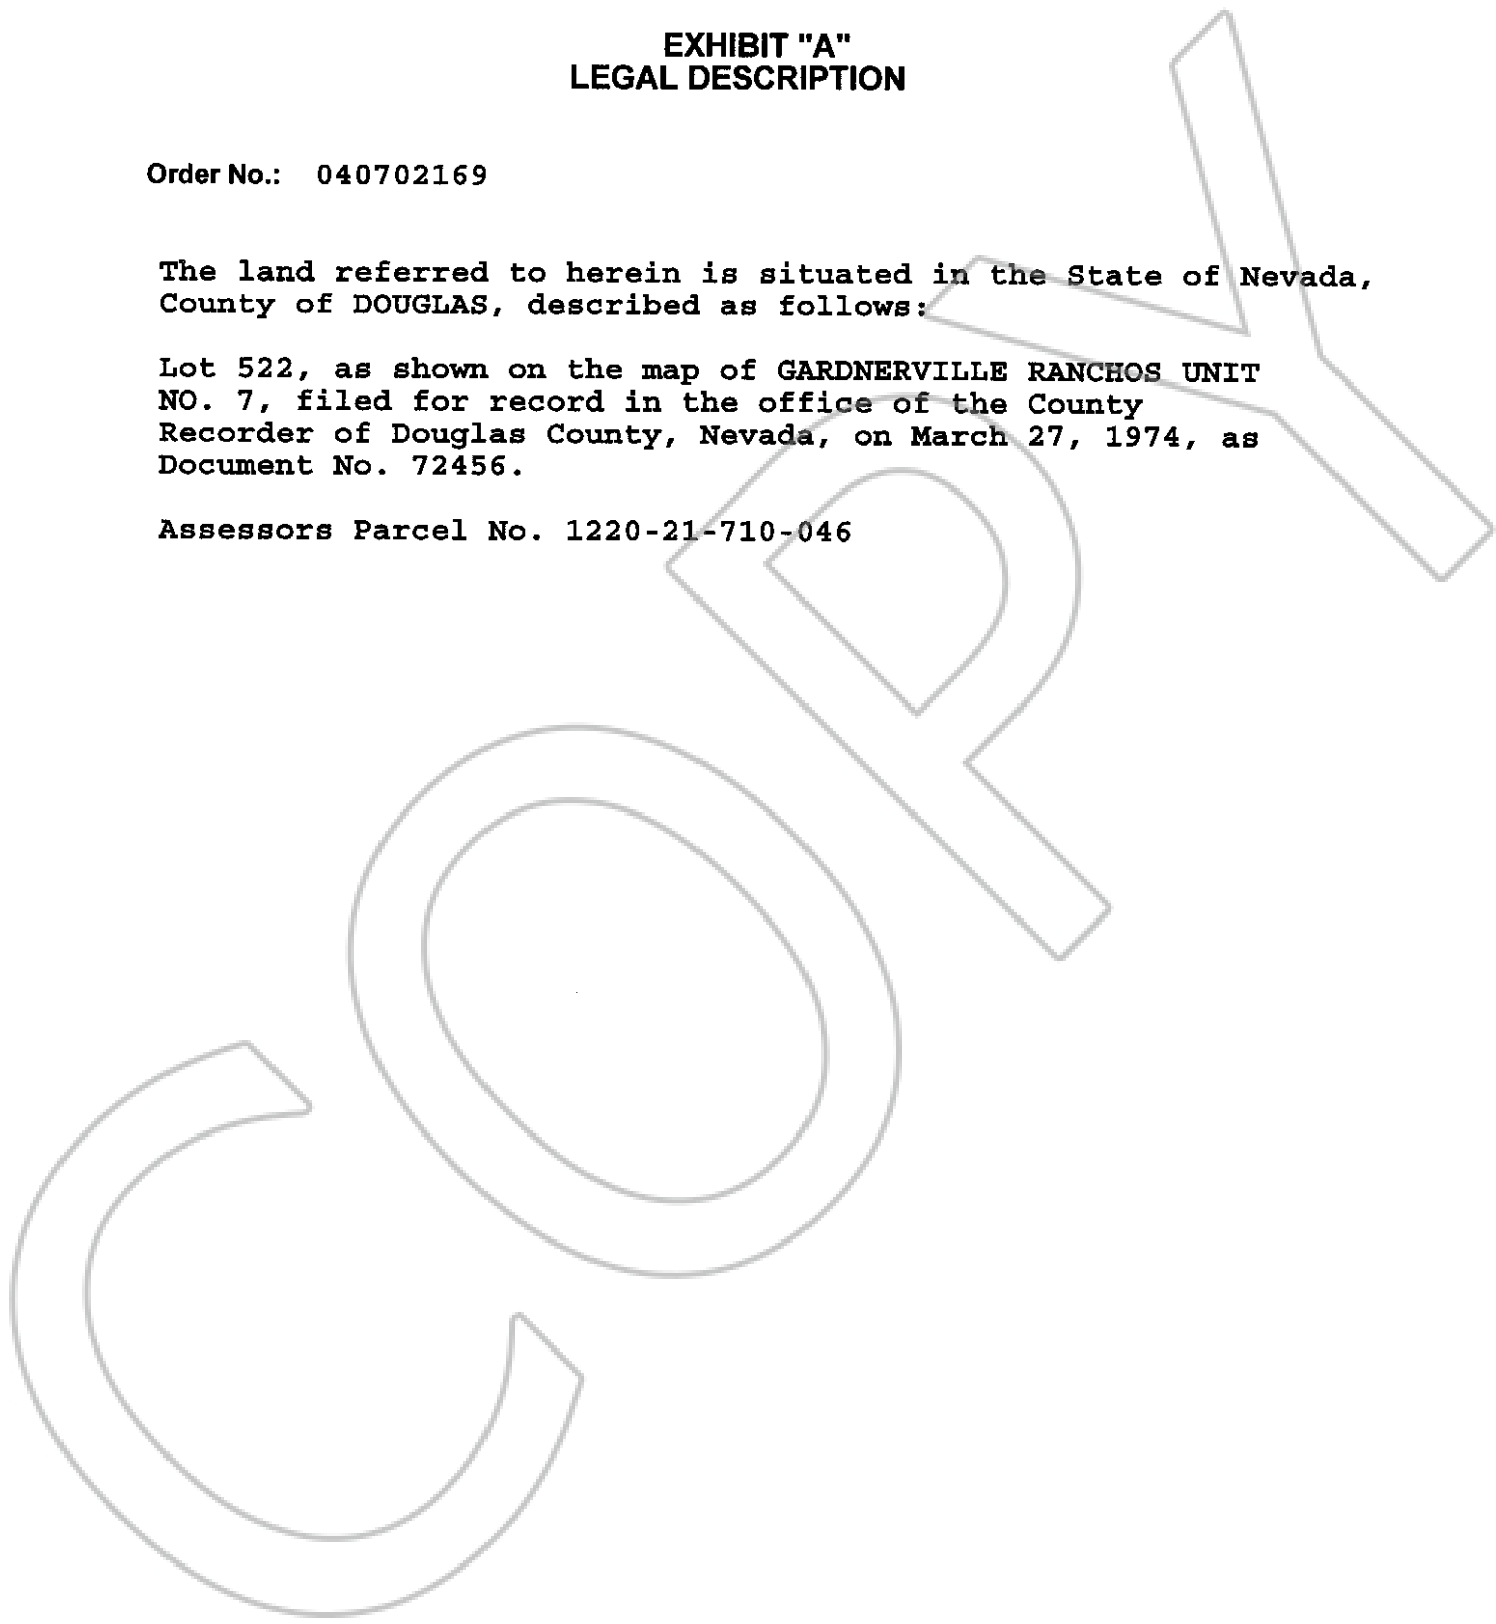 EXHIBIT "A"
LEGAL DESCRIPTION
Order No.: 040702169
The land referred to herein is situated in the State of Nevada,
County of DOUGLAS, described as follows:
Lot 522, as shown on the map of GARDNERVILLE RANCHOS UNIT
NO. 7, filed for record in the office of the County
Recorder of Douglas County, Nevada, on March 27, 1974, as
Document No. 72456.
Assessors Parcel No. 1220-21-710-046
COPY